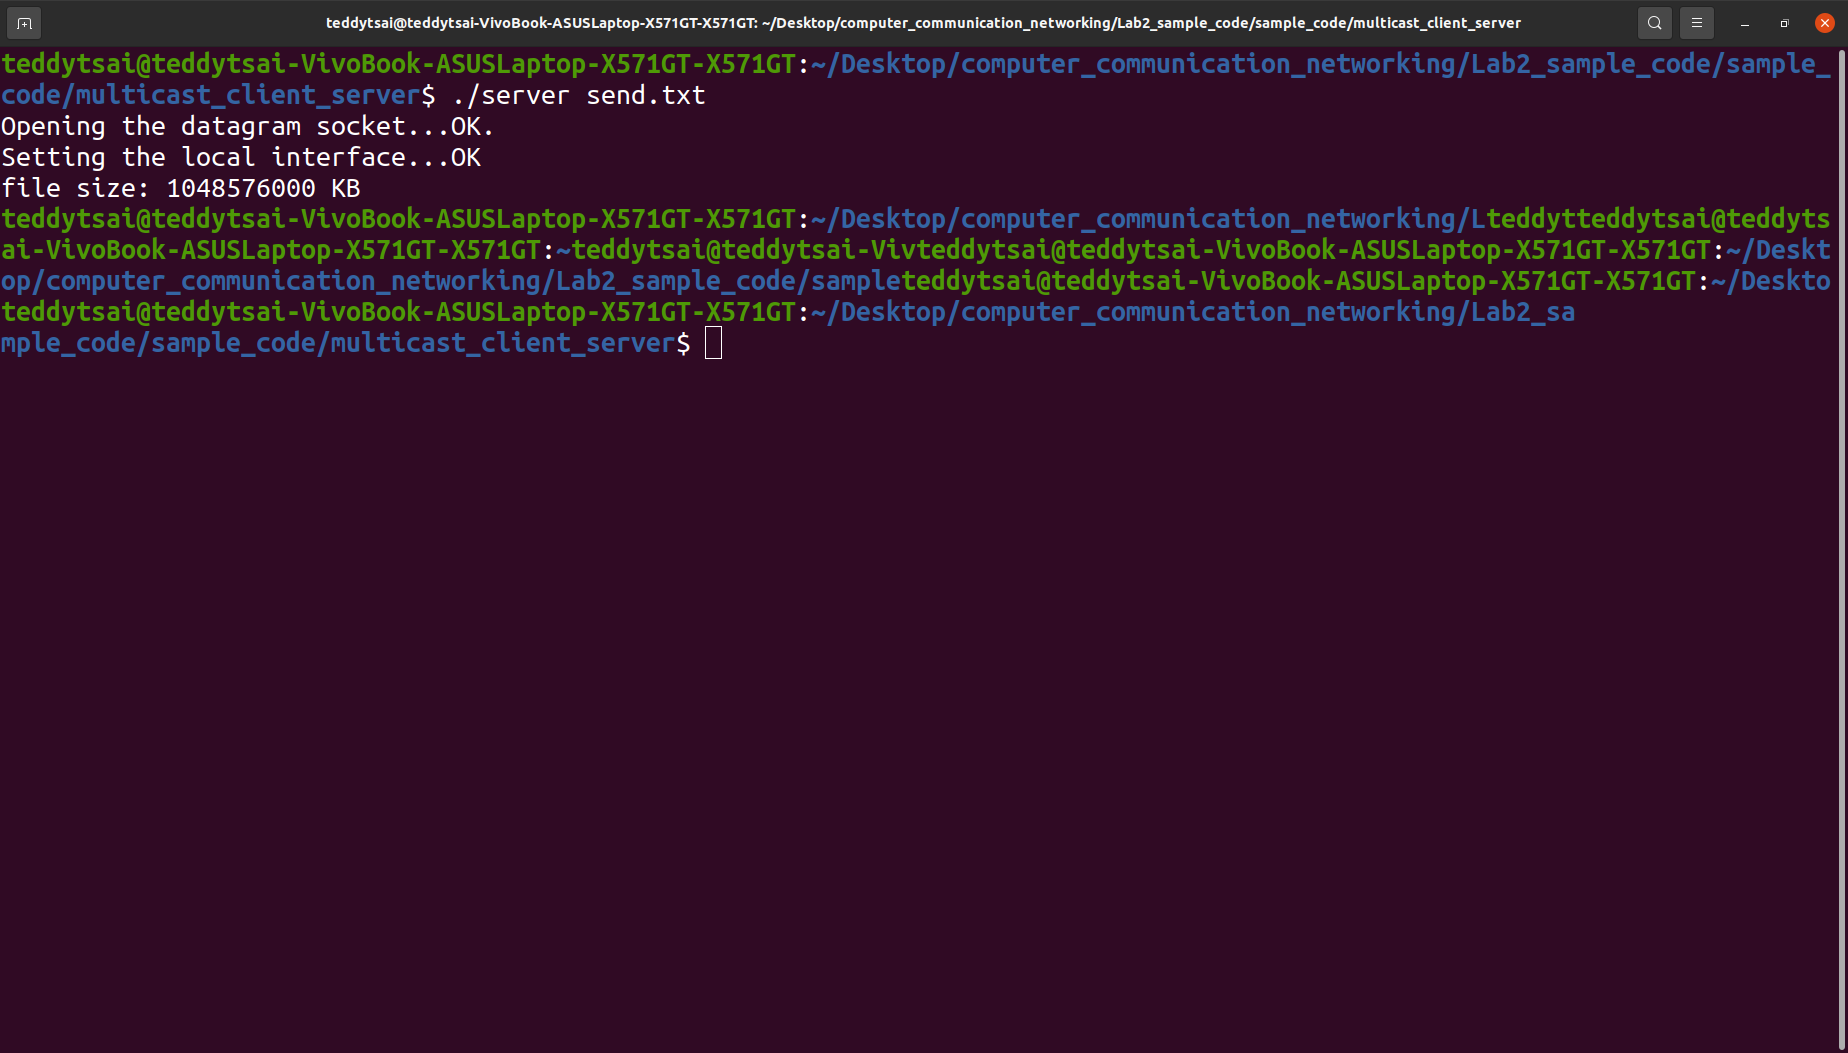 teddytsai@teddytsai-VivoBook-ASUSLaptop-X571GT-X571GT: ~/Desktop/computer_communication_networking/Lab2_sample_code/sample_code/multicast_client_server
teddytsai@teddytsai-VivoBook-ASUSLaptop-X571GT-X571GT:~/Desktop/computer_communication_networking/Lab2_sample_code/sample_
code/multicast_client_server$ ./server send.txt
Opening the datagram socket...OK.
Setting the local interface...OK
file size: 1048576000 KB
teddytsai@teddytsai-VivoBook-ASUSLaptop-X571GT-X571GT:~/Desktop/computer_communication_networking/Lteddytteddytsai@teddyts
ai-VivoBook-ASUSLaptop-X571GT-X571GT:~teddytsai@teddytsai-Vivteddytsai@teddytsai-VivoBook-ASUSLaptop-X571GT-X571GT:~/Deskt
op/computer_communication_networking/Lab2_sample_code/sampleteddytsai@teddytsai-VivoBook-ASUSLaptop-X571GT-X571GT:~/Deskto
teddytsai@teddytsai-VivoBook-ASUSLaptop-X571GT-X571GT:~/Desktop/computer_communication_networking/Lab2_sa
mple_code/sample_code/multicast_client_server$